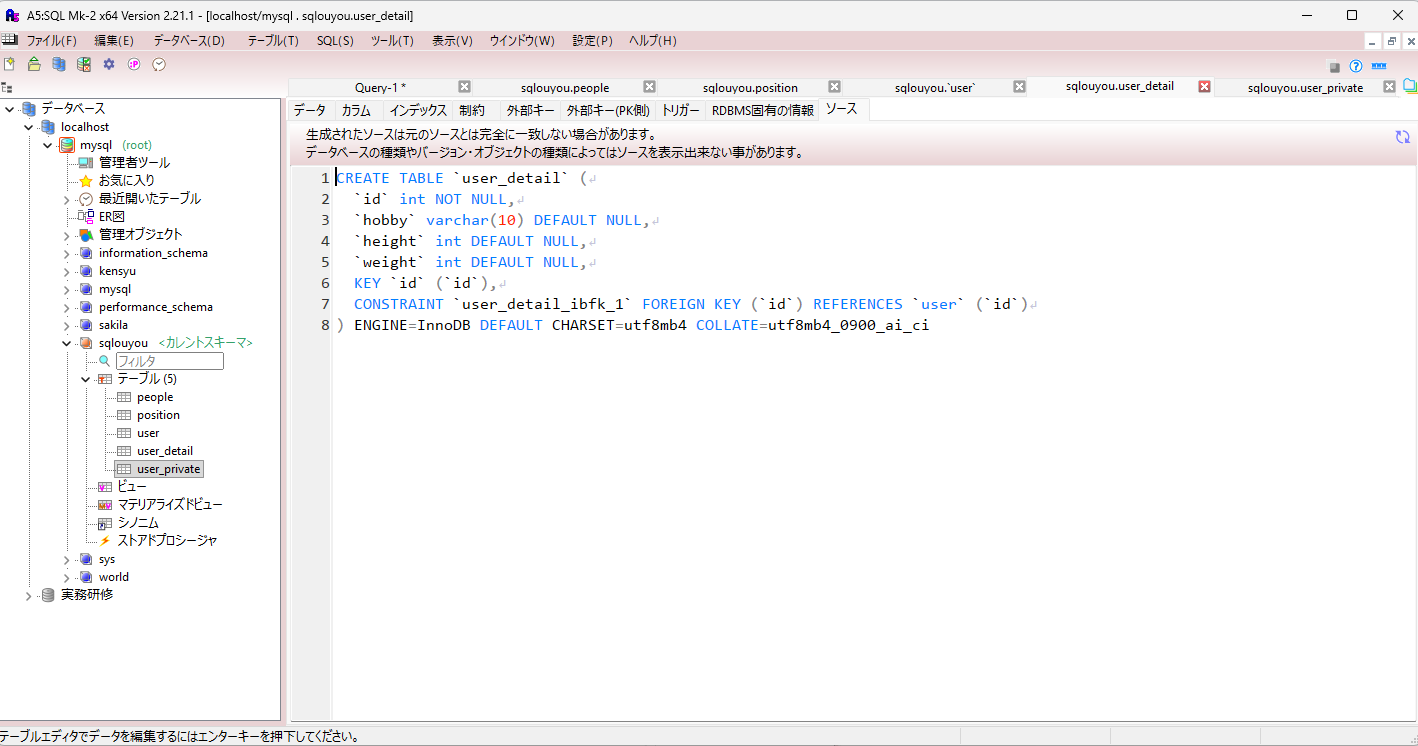 A5:SQL Mk-2 x64 Version 2.21.1 - [localhost/mysql . sqlouyou.user_detail]
ファイル(F) 編集(E) データベース(D) テーブル(T) SQL(S) ツール(T) 表示(V) ウインドウ(W) 設定(P) ヘルプ(H)
Query-1 * sqlouyou.people sqlouyou.position sqlouyou.`user` sqlouyou.user_detail sqlouyou.user_private
データ カラム インデックス 制約 外部キー 外部キー(PK側) トリガー RDBMS固有の情報 ソース
生成されたソースは元のソースとは完全に一致しない場合があります。
データベースの種類やバージョン・オブジェクトの種類によってはソースを表示出来ない事があります。
データベース
localhost
mysql (root)
管理者ツール
お気に入り
最近開いたテーブル
ER図
管理オブジェクト
information_schema
kensyu
mysql
performance_schema
sakila
sqlouyou <カレントスキーマ>
フィルタ
テーブル (5)
people
position
user
user_detail
user_private
ビュー
マテリアライズドビュー
シノニム
ストアドプロシージャ
sys
world
実務研修
1 CREATE TABLE `user_detail` (
2 `id` int NOT NULL,
3 `hobby` varchar(10) DEFAULT NULL,
4 `height` int DEFAULT NULL,
5 `weight` int DEFAULT NULL,
6 KEY `id` (`id`),
7 CONSTRAINT `user_detail_ibfk_1` FOREIGN KEY (`id`) REFERENCES `user` (`id`)
8 ) ENGINE=InnoDB DEFAULT CHARSET=utf8mb4 COLLATE=utf8mb4_0900_ai_ci
テーブルエディタでデータを編集するにはエンターキーを押下してください。